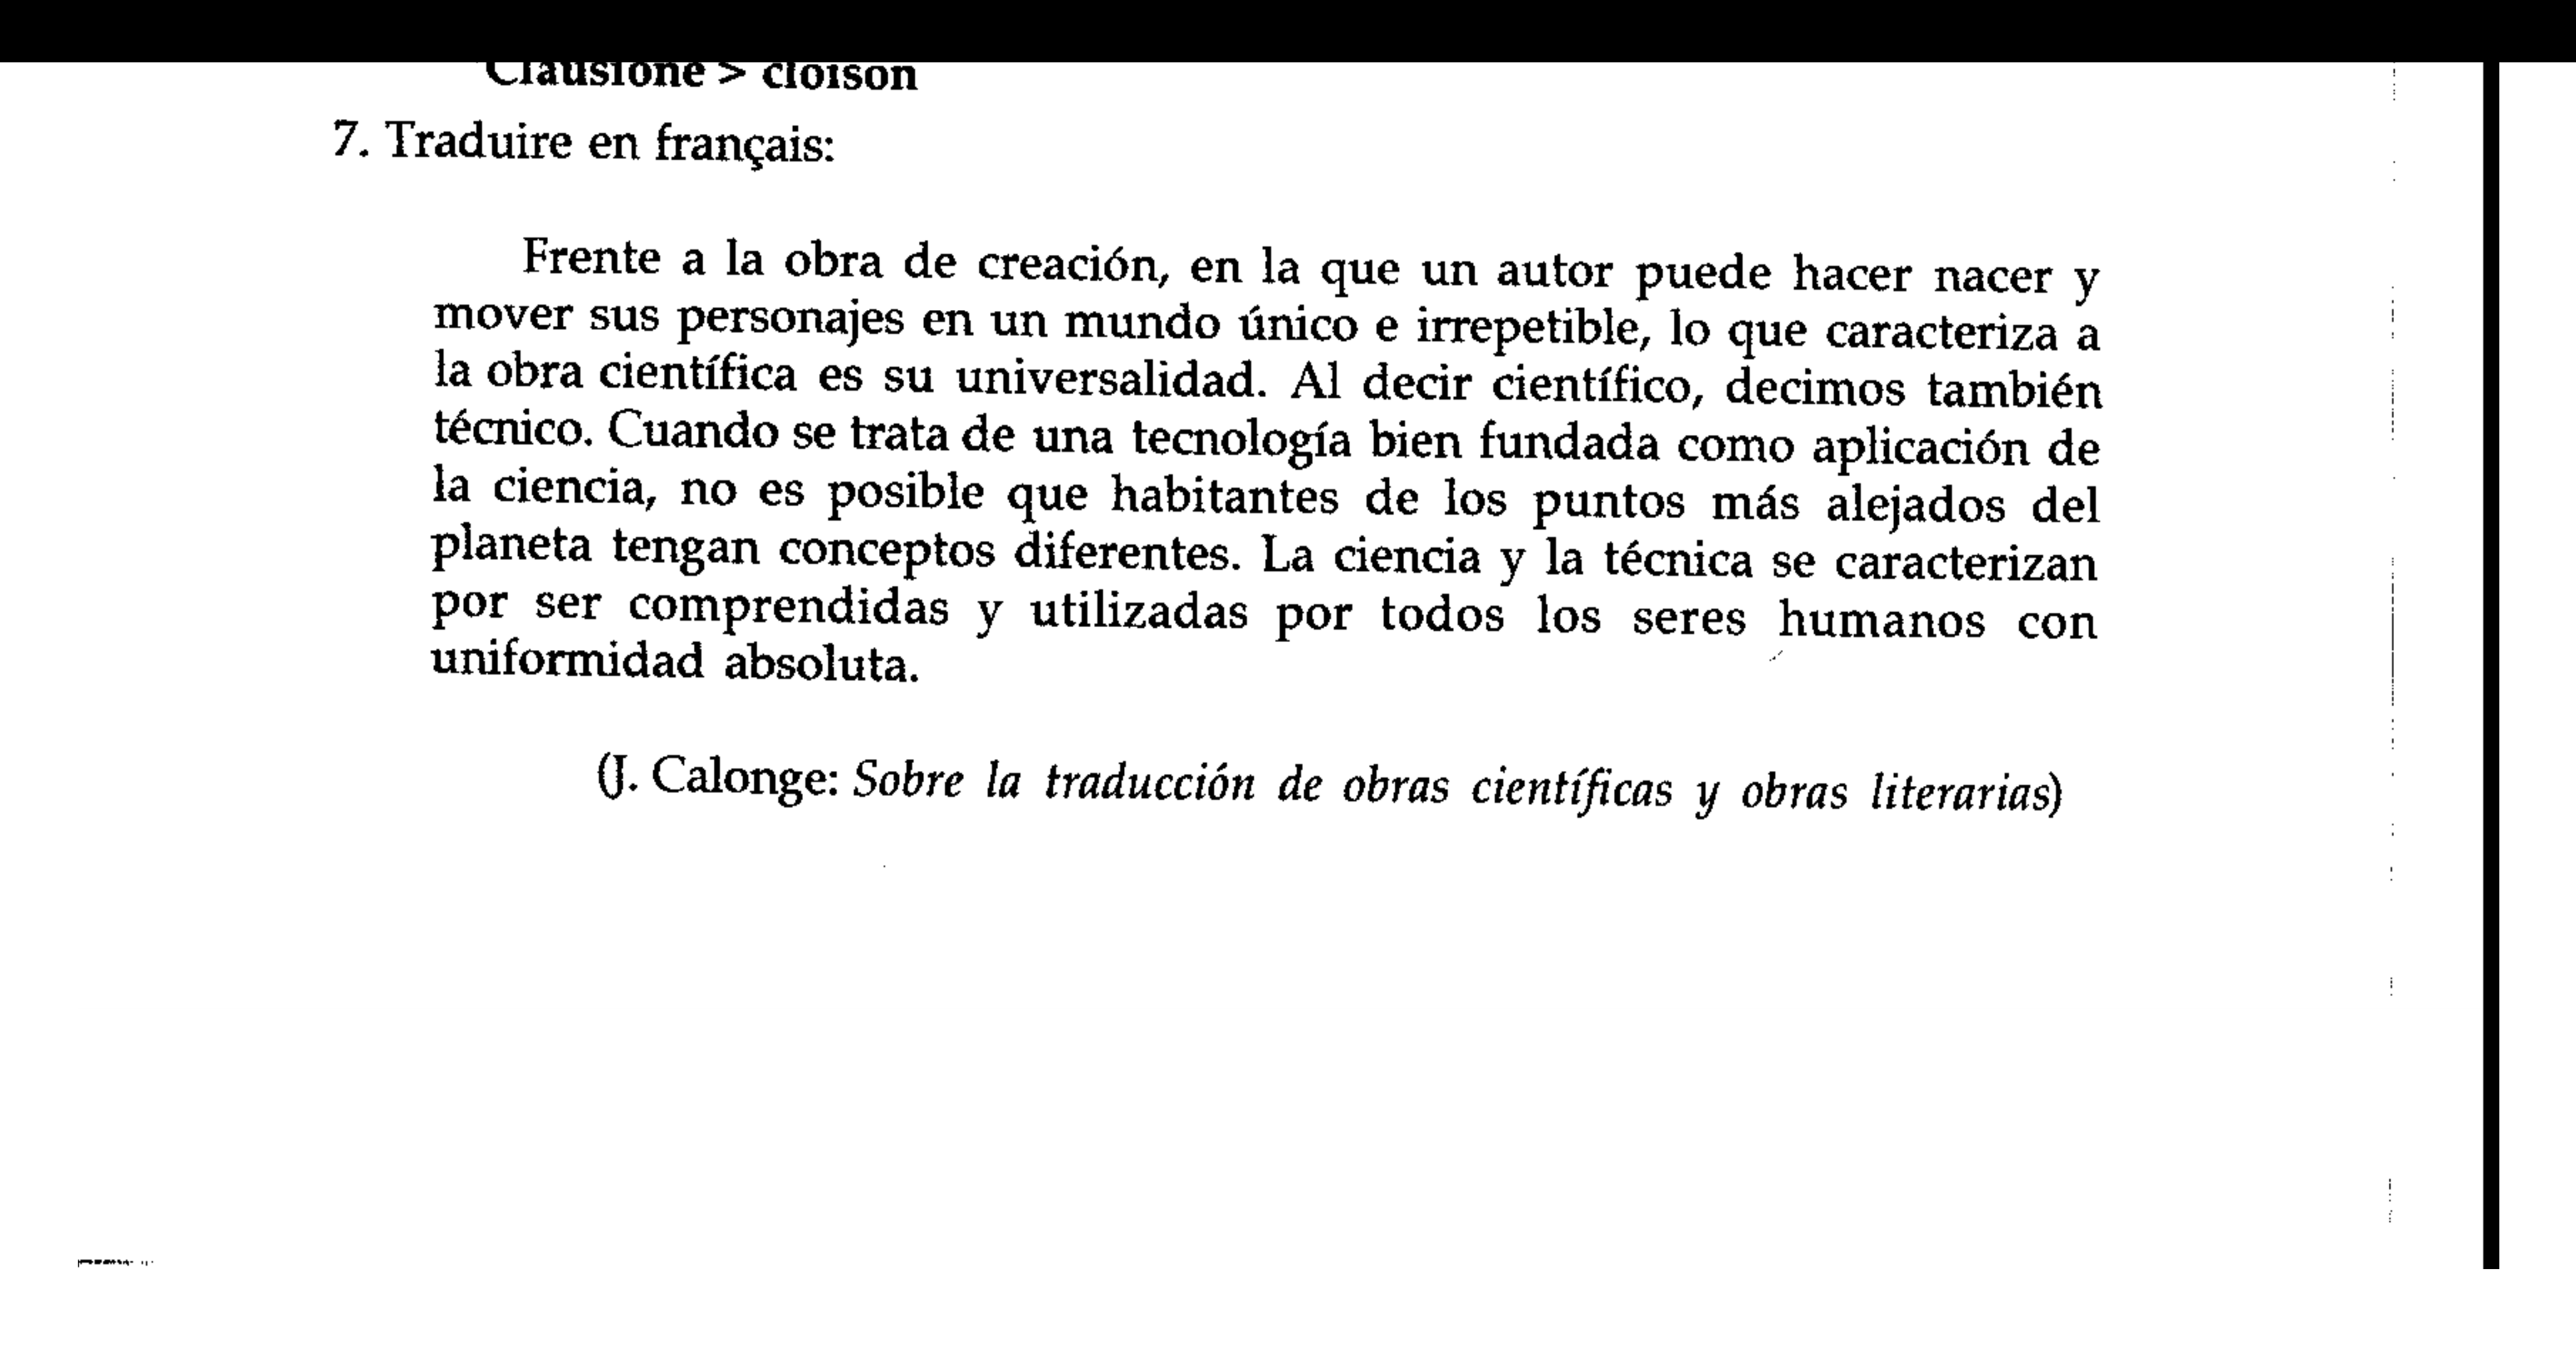 Clausione > cloison
7. Traduire en français:
Frente a la obra de creación, en la que un autor puede hacer nacer y
mover sus personajes en un mundo único e irrepetible, lo que caracteriza a
la obra científica es su universalidad. Al decir científico, decimos también
técnico. Cuando se trata de una tecnología bien fundada como aplicación de
la ciencia, no es posible que habitantes de los puntos más alejados del
planeta tengan conceptos diferentes. La ciencia y la técnica se caracterizan
por ser comprendidas y utilizadas por todos los seres humanos con
uniformidad absoluta.
(J. Calonge: Sobre la traducción de obras científicas y obras literarias)